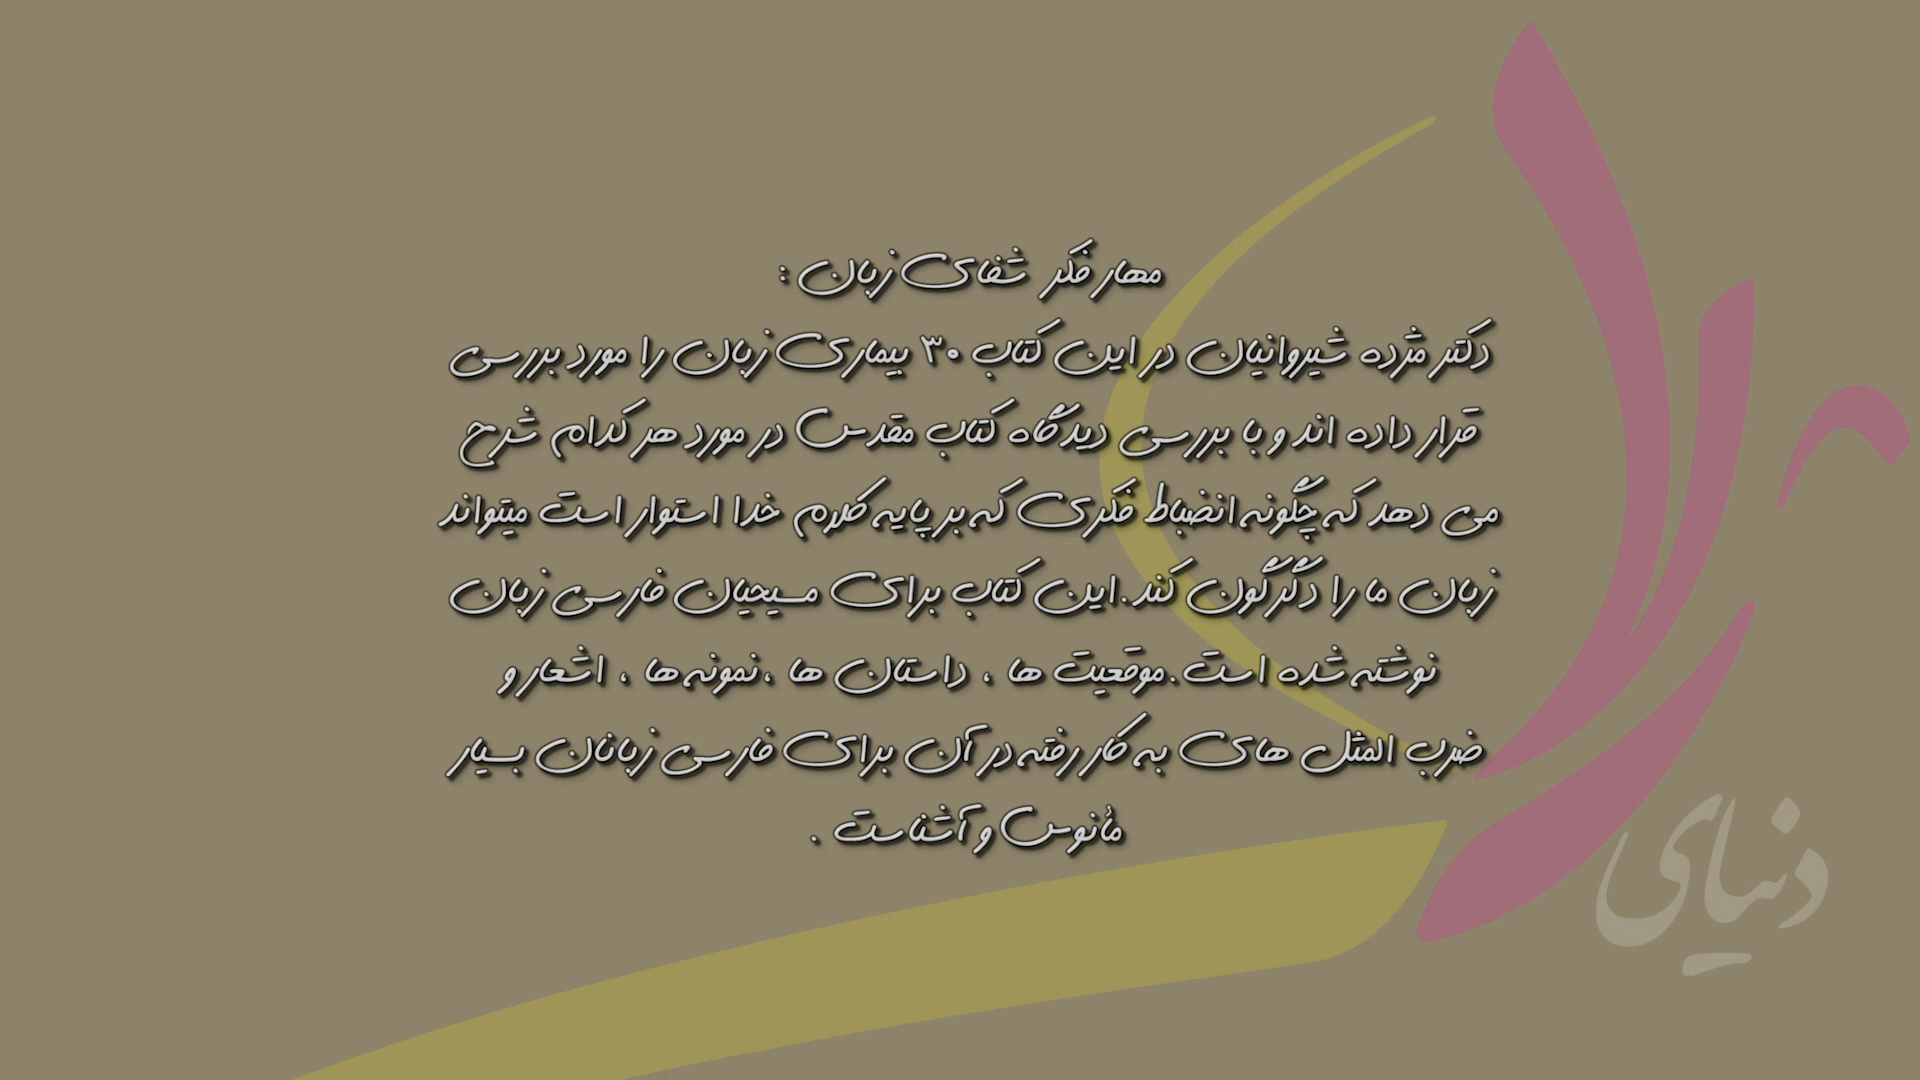 مهار فکر شفای زبان :
دکتر مژده شیروانیان در این کتاب ۳۰ بیماری زبان را مورد بررسی
قرار داده اند و با بررسی دیدگاه کتاب مقدس در مورد هر کدام شرح
می دهد که چگونه انضباط فکری که بر پایه کلام خدا استوار است میتواند
زبان ما را دگرگون کند.این کتاب برای مسیحیان فارسی زبان
نوشته شده است.موقعیت ها ، داستان ها ،نمونه ها ، اشعار و
ضرب المثل های به کار رفته در آن برای فارسی زبانان بسیار
مأنوس و آشناست .
دنیای